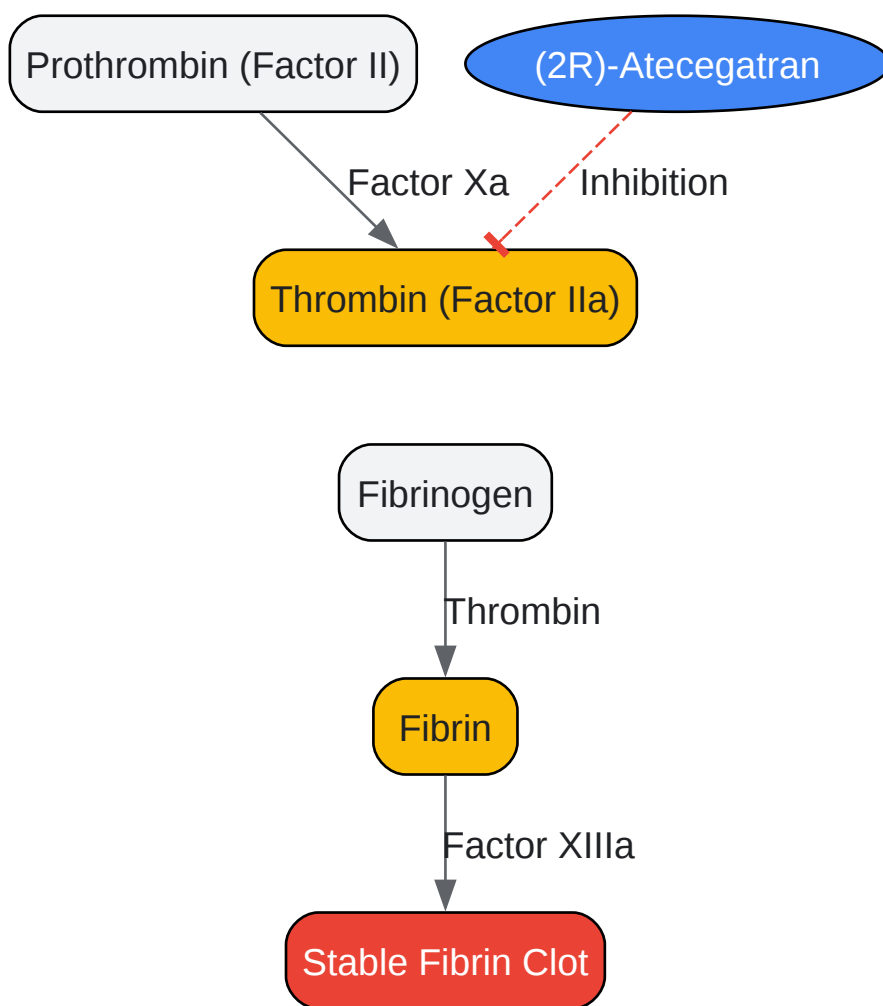 Prothrombin (Factor II)
(2R)-Atecegatran
Factor Xa
Inhibition
Thrombin (Factor IIa)
Fibrinogen
Thrombin
Fibrin
Factor XIIIa
Stable Fibrin Clot